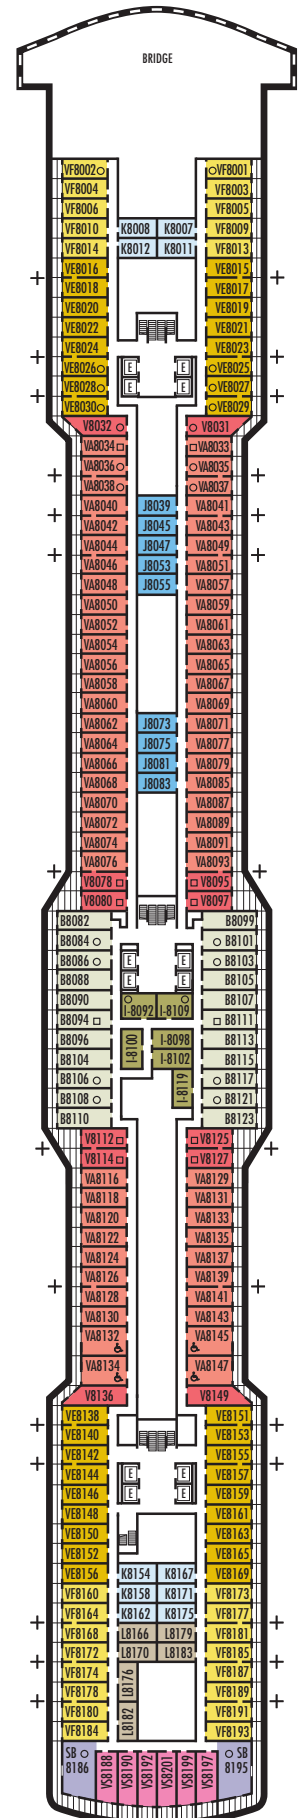 BRIDGE
VF8002 VF8001
VF8004 VF8003
VF8006 VF8005
VF8010 K8008 K8007 VF8009
VF8014 K8012 K8011 VF8013
VE8016 VE8015
VE8018 VE8017
VE8020 VE8019
VE8022 VE8021
VE8024 VE8023
VE8026 E E VE8025
VE8028 E E VE8027
VE8030 VE8029
V8032 V8031
VA8034 VA8033
VA8036 VA8035
VA8038 VA8037
VA8040 J8039 VA8041
VA8042 J8045 VA8043
VA8044 J8047 VA8049
VA8046 J8053 VA8051
VA8048 J8055 VA8057
VA8050 VA8059
VA8052 VA8061
VA8054 VA8063
VA8056 VA8065
VA8058 VA8067
VA8060 VA8069
VA8062 J8073 VA8071
VA8064 J8075 VA8077
VA8066 J8081 VA8079
VA8068 J8083 VA8085
VA8070 VA8087
VA8072 VA8089
VA8074 VA8091
VA8076 VA8093
V8078 V8095
V8080 V8097
B8082 B8099
B8084 B8101
B8086 E E B8103
B8088 E E B8105
B8090 I-8092 I-8109 B8107
B8094 B8111
B8096 I-8100 I-8098 B8113
B8104 I-8102 B8115
B8106 I-8119 B8117
B8108 B8121
B8110 B8123
V8112 V8125
V8114 V8127
VA8116 VA8129
VA8118 VA8131
VA8120 VA8133
VA8122 VA8135
VA8124 VA8137
VA8126 VA8139
VA8128 VA8141
VA8130 VA8143
VA8132 VA8145
VA8134 VA8147
V8136 V8149
VE8138 VE8151
VE8140 VE8153
VE8142 VE8155
VE8144 E E VE8157
VE8146 E E VE8159
VE8148 VE8161
VE8150 VE8163
VE8152 VE8165
VE8156 K8154 K8167 VE8169
VF8160 K8158 K8171 VF8173
VF8164 K8162 K8175 VF8177
VF8168 L8166 L8179 VF8181
VF8172 L8170 L8183 VF8185
VF8174 L8176 VF8187
VF8178 VF8189
VF8180 L8182 VF8191
VF8184 VF8193
SB 8186 VS8188 VS8190 VS8192 VS8201 VS8199 VS8197 SB 8195